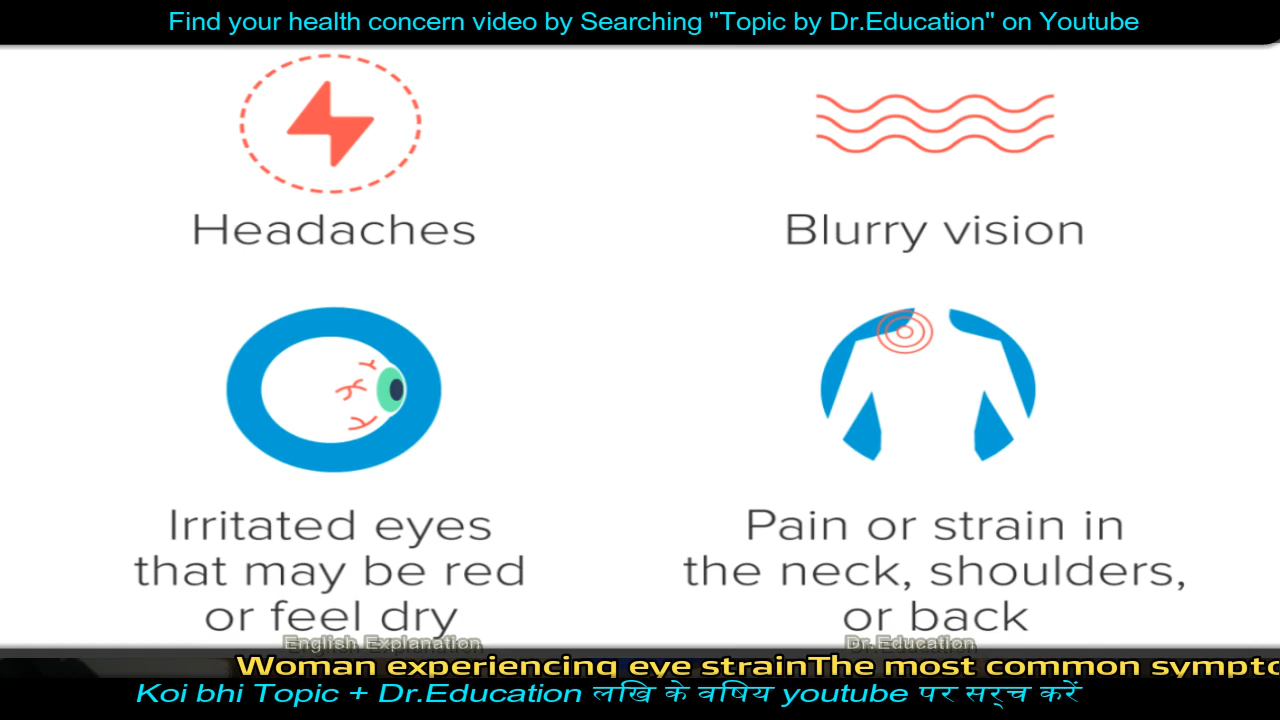 Find your health concern video by Searching "Topic by Dr.Education" on Youtube
Headaches
Blurry vision
Irritated eyes
that may be red
or feel dry
Pain or strain in
the neck, shoulders,
or back
English Explanation
Dr.Education
Woman experiencing eye strainThe most common sympto
Koi bhi Topic + Dr.Education लखि के वषिय youtube पर सर्च करें